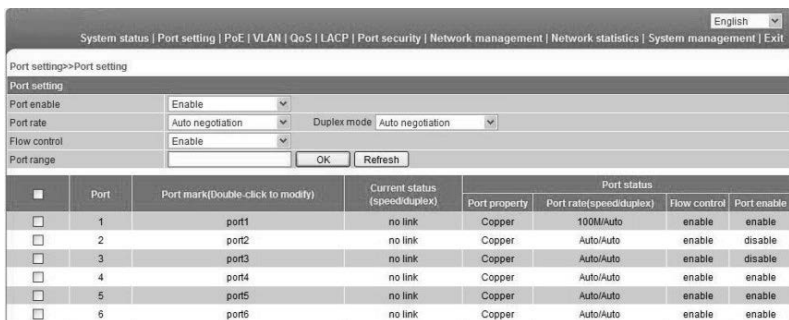 English
System status | Port setting | PoE | VLAN | QoS | LACP | Port security | Network management | Network statistics | System management | Exit
Port setting>>Port setting
Port setting
Port enable Enable
Port rate Auto negotiation Duplex mode Auto negotiation
Flow control Enable
Port range OK Refresh
Port Port mark(Double-click to modify) Current status (speed/duplex) Port status
Port property Port rate(speed/duplex) Flow control Port enable
1 port1 no link Copper 100M/Auto enable enable
2 port2 no link Copper Auto/Auto enable disable
3 port3 no link Copper Auto/Auto enable disable
4 port4 no link Copper Auto/Auto enable enable
5 port5 no link Copper Auto/Auto enable enable
6 port6 no link Copper Auto/Auto enable enable